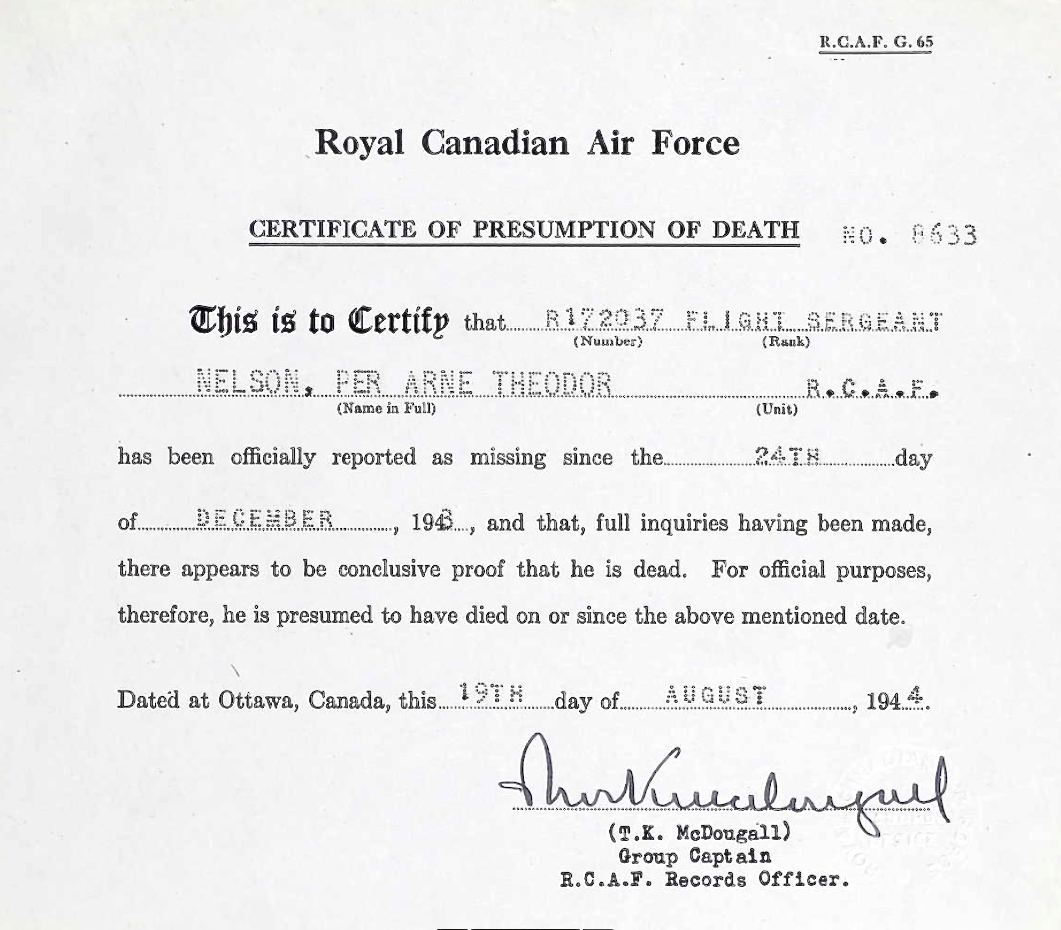 R.C.A.F. G. 65
Royal Canadian Air Force
CERTIFICATE OF PRESUMPTION OF DEATH NO. 8633
This is to Certify that R172037 FLIGHT SERGEANT
(Number) (Rank)
NELSON, PER ARNE THEODOR R.C.A.F.
(Name in Full) (Unit)
has been officially reported as missing since the 24TH day
of DECEMBER, 1943, and that, full inquiries having been made,
there appears to be conclusive proof that he is dead. For official purposes,
therefore, he is presumed to have died on or since the above mentioned date.
Dated at Ottawa, Canada, this 19TH day of AUGUST, 1944.
(T.K. McDougall)
Group Captain
R.C.A.F. Records Officer.